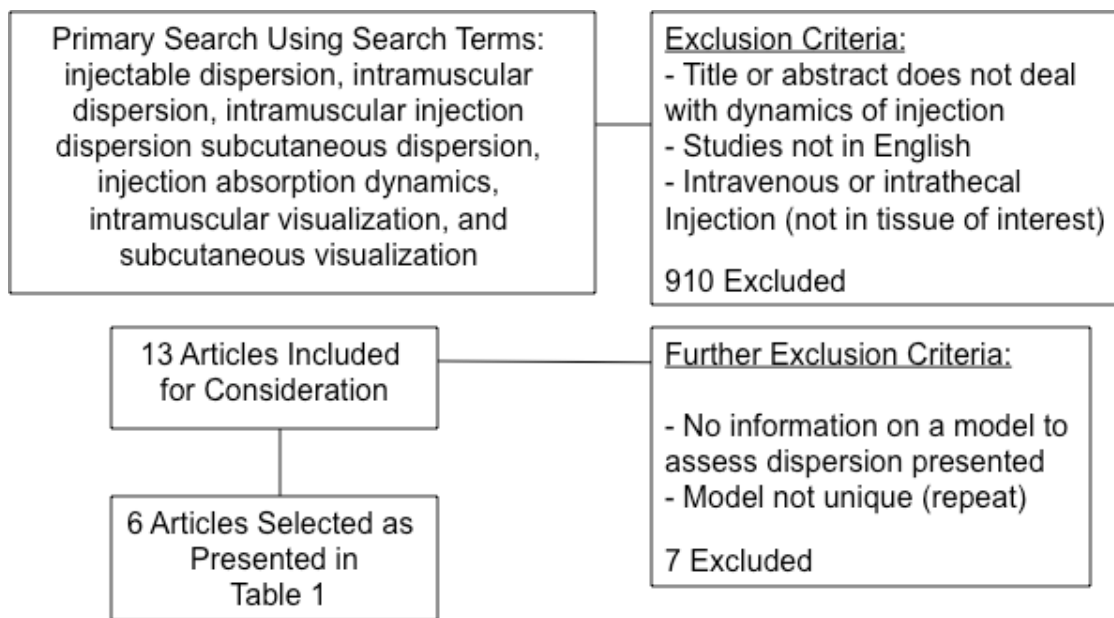 Primary Search Using Search Terms:
injectable dispersion, intramuscular
dispersion, intramuscular injection
dispersion subcutaneous dispersion,
injection absorption dynamics,
intramuscular visualization, and
subcutaneous visualization
Exclusion Criteria:
- Title or abstract does not deal
with dynamics of injection
- Studies not in English
- Intravenous or intrathecal
Injection (not in tissue of interest)
910 Excluded
13 Articles Included
for Consideration
Further Exclusion Criteria:
- No information on a model to
assess dispersion presented
- Model not unique (repeat)
7 Excluded
6 Articles Selected as
Presented in
Table 1